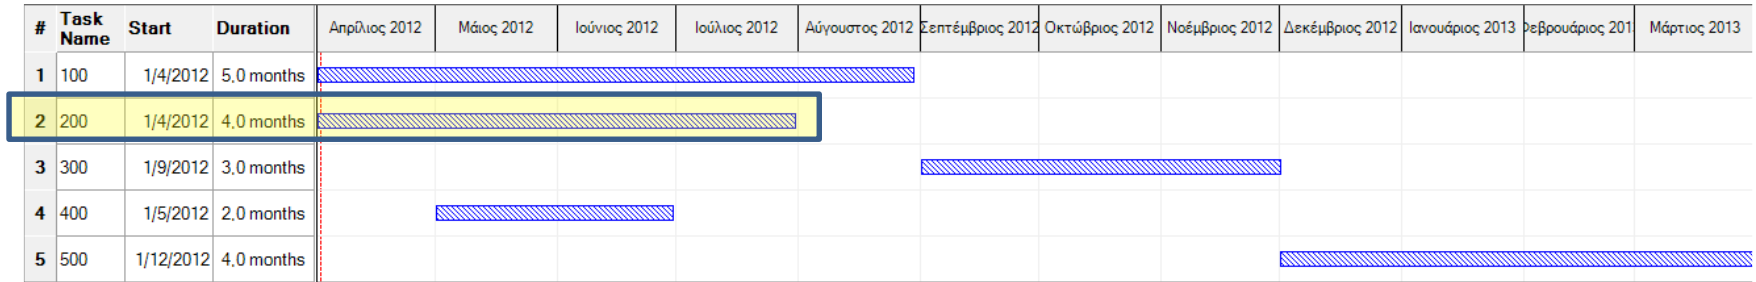 # Task Name Start Duration Απρίλιος 2012 Μάιος 2012 Ιούνιος 2012 Ιούλιος 2012 Αύγουστος 2012 Σεπτέμβριος 2012 Οκτώβριος 2012 Νοέμβριος 2012 Δεκέμβριος 2012 Ιανουάριος 2013 Φεβρουάριος 201 Μάρτιος 2013
1 100 1/4/2012 5,0 months
2 200 1/4/2012 4,0 months
3 300 1/9/2012 3,0 months
4 400 1/5/2012 2,0 months
5 500 1/12/2012 4,0 months